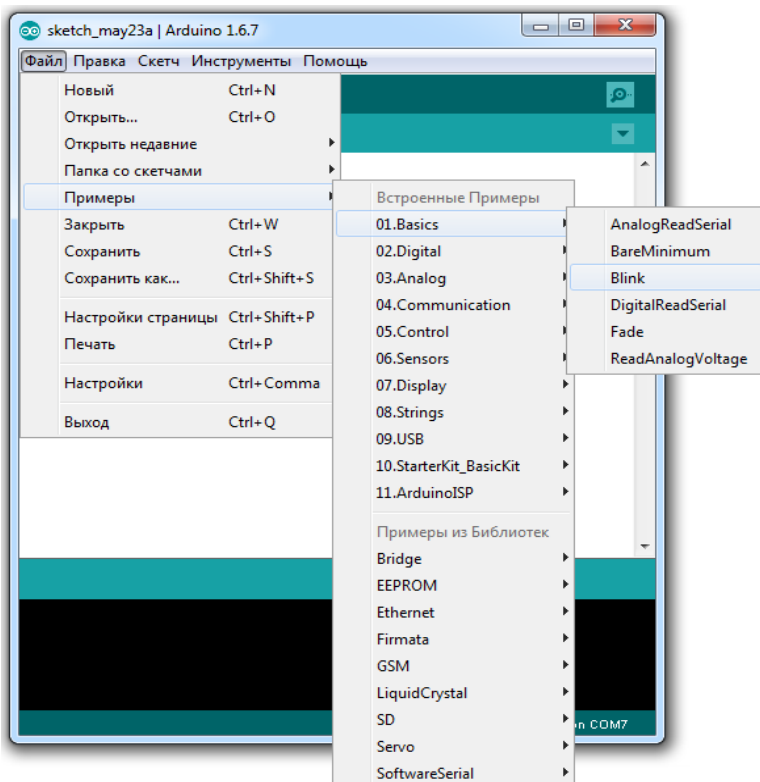 sketch_may23a | Arduino 1.6.7
Файл Правка Скетч Инструменты Помощь
Новый Ctrl+N
Открыть... Ctrl+O
Открыть недавние
Папка со скетчами
Примеры
Закрыть Ctrl+W
Сохранить Ctrl+S
Сохранить как... Ctrl+Shift+S
Настройки страницы Ctrl+Shift+P
Печать Ctrl+P
Настройки Ctrl+Comma
Выход Ctrl+Q
Встроенные Примеры
01.Basics
02.Digital
03.Analog
04.Communication
05.Control
06.Sensors
07.Display
08.Strings
09.USB
10.StarterKit_BasicKit
11.ArduinoISP
Примеры из Библиотек
Bridge
EEPROM
Ethernet
Firmata
GSM
LiquidCrystal
SD
Servo
SoftwareSerial
AnalogReadSerial
BareMinimum
Blink
DigitalReadSerial
Fade
ReadAnalogVoltage
on COM7